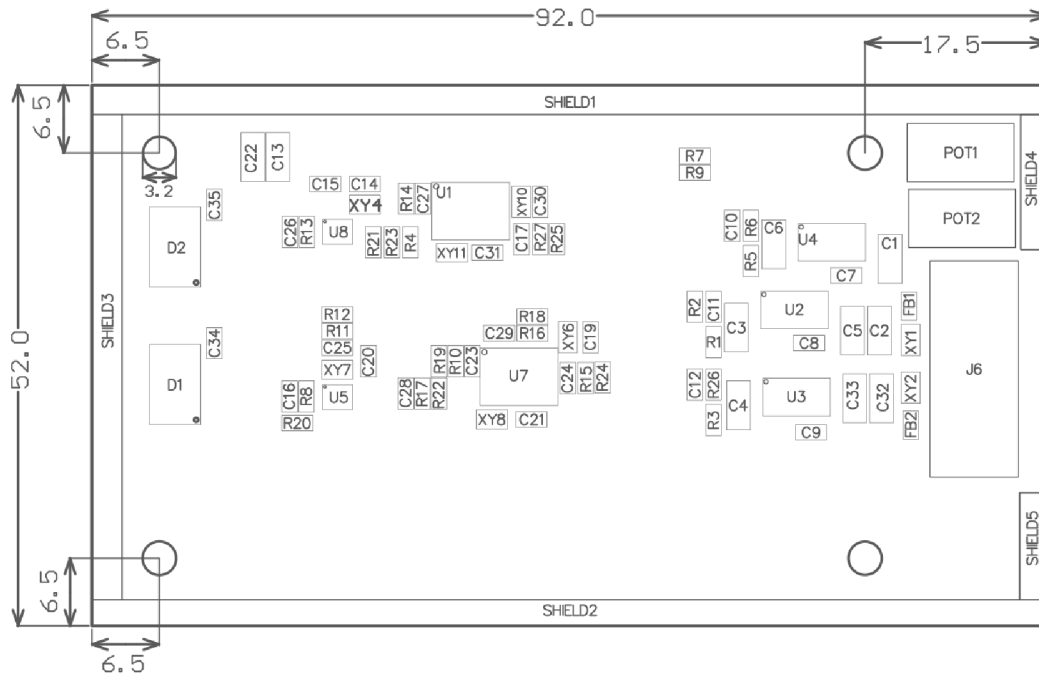 92.0
6.5
17.5
6.5
SHIELD1
C22
C13
R7
R9
POT1
SHIELD4
3.2
C15
C14
XY4
R14
C27
U1
XY10
C30
C35
POT2
D2
C26
R13
U8
R21
R23
R4
XY11
C31
C17
R27
R25
C10
R6
R5
C6
U4
C1
C7
SHIELD3
52.0
R2
C11
R1
C3
U2
C8
C5
C2
FB1
XY1
J6
R12
R11
C25
XY7
C20
R18
C29
R16
XY6
C19
C34
D1
R19
R10
C23
U7
C24
R15
R24
C16
R8
U5
R20
C28
R17
R22
XY8
C21
C12
R26
R3
C4
U3
C9
C33
C32
XY2
FB2
SHIELD5
6.5
SHIELD2
6.5